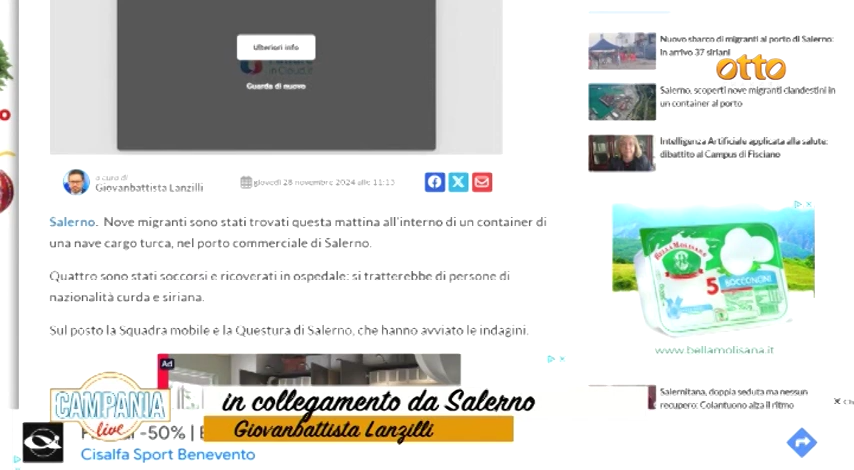 Ulteriori info
Guarda di nuovo
a cura di
Giovanbattista Lanzilli
giovedì 28 novembre 2024 alle 11:13
Salerno. Nove migranti sono stati trovati questa mattina all'interno di un container di
una nave cargo turca, nel porto commerciale di Salerno.
Quattro sono stati soccorsi e ricoverati in ospedale: si tratterebbe di persone di
nazionalità curda e siriana.
Sul posto la Squadra mobile e la Questura di Salerno, che hanno avviato le indagini.
Nuovo sbarco di migranti al porto di Salerno:
in arrivo 37 siriani
otto
Salerno, scoperti nove migranti clandestini in
un container al porto
Intelligenza Artificiale applicata alla salute:
dibattito al Campus di Fisciano
BELLAMOLISANA
5 BOCCONCINI
www.bellamolisana.it
Salernitana, doppia seduta ma nessun
recupero: Colantuono alza il ritmo
Ad
CAMPANIA
live
in collegamento da Salerno
Giovanbattista Lanzilli
-50% |
Cisalfa Sport Benevento